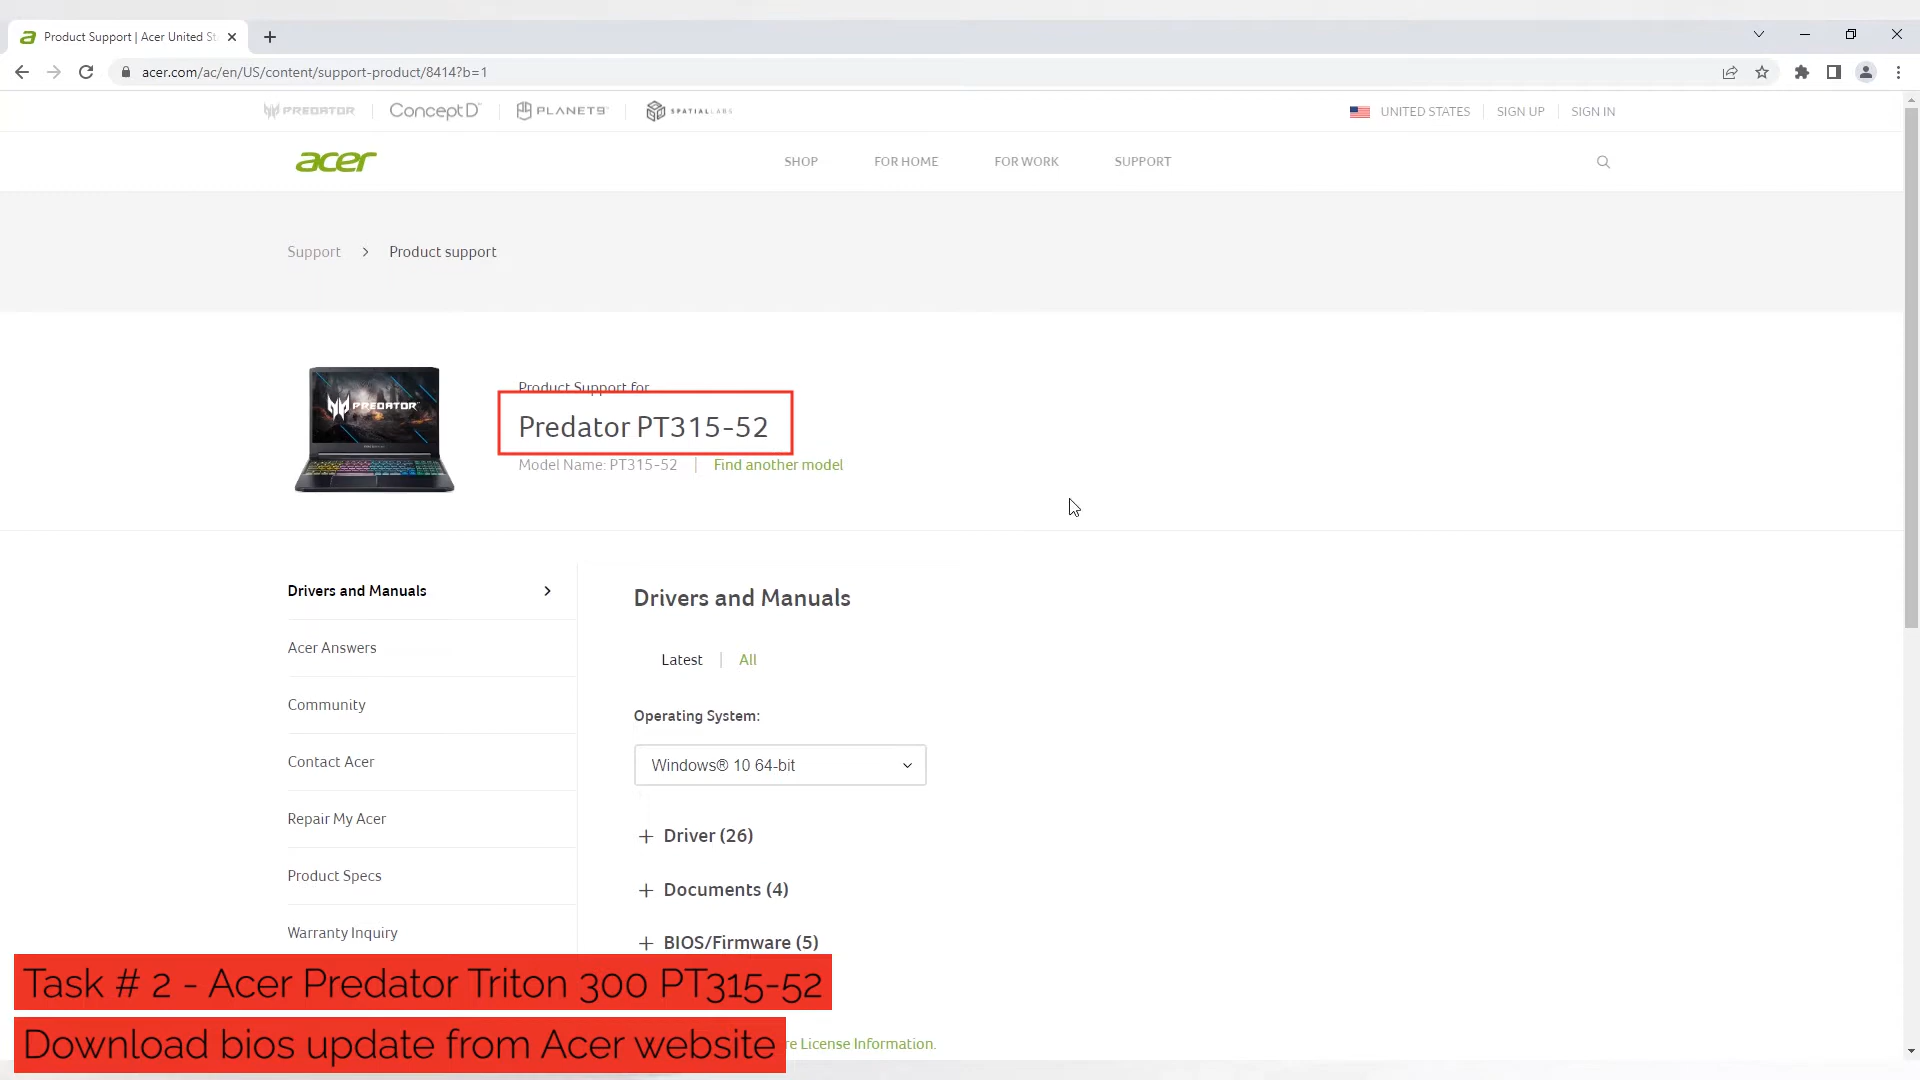 Product Support | Acer United St
acer.com/ac/en/US/content/support-product/8414?b=1
PREDATOR
ConceptD
PLANET9
SPATIALLABS
UNITED STATES
SIGN UP
SIGN IN
acer
SHOP
FOR HOME
FOR WORK
SUPPORT
Support
Product support
PREDATOR
Product Support for
Predator PT315-52
Model Name: PT315-52 | Find another model
Drivers and Manuals
Acer Answers
Community
Contact Acer
Repair My Acer
Product Specs
Warranty Inquiry
Drivers and Manuals
Latest | All
Operating System:
Windows® 10 64-bit
+ Driver (26)
+ Documents (4)
+ BIOS/Firmware (5)
re License Information.
Task # 2 - Acer Predator Triton 300 PT315-52
Download bios update from Acer website